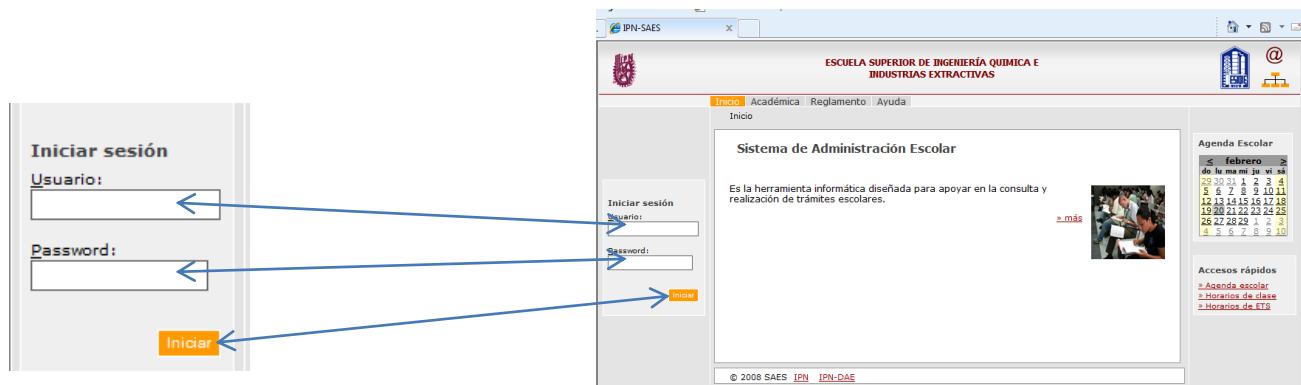 Iniciar sesión
Usuario:
Password:
Iniciar
IPN-SAES x
ESCUELA SUPERIOR DE INGENIERÍA QUIMICA E
INDUSTRIAS EXTRACTIVAS
@
Inicio Académica Reglamento Ayuda
Inicio
Sistema de Administración Escolar
Es la herramienta informática diseñada para apoyar en la consulta y
realización de trámites escolares.
» más
Iniciar sesión
Usuario:
Password:
Iniciar
Agenda Escolar
< febrero >
do lu ma mi ju vi sá
29 30 31 1 2 3 4
5 6 7 8 9 10 11
12 13 14 15 16 17 18
19 20 21 22 23 24 25
26 27 28 29 1 2 3
4 5 6 7 8 9 10
Accesos rápidos
» Agenda escolar
» Horarios de clase
» Horarios de ETS
© 2008 SAES IPN IPN-DAE